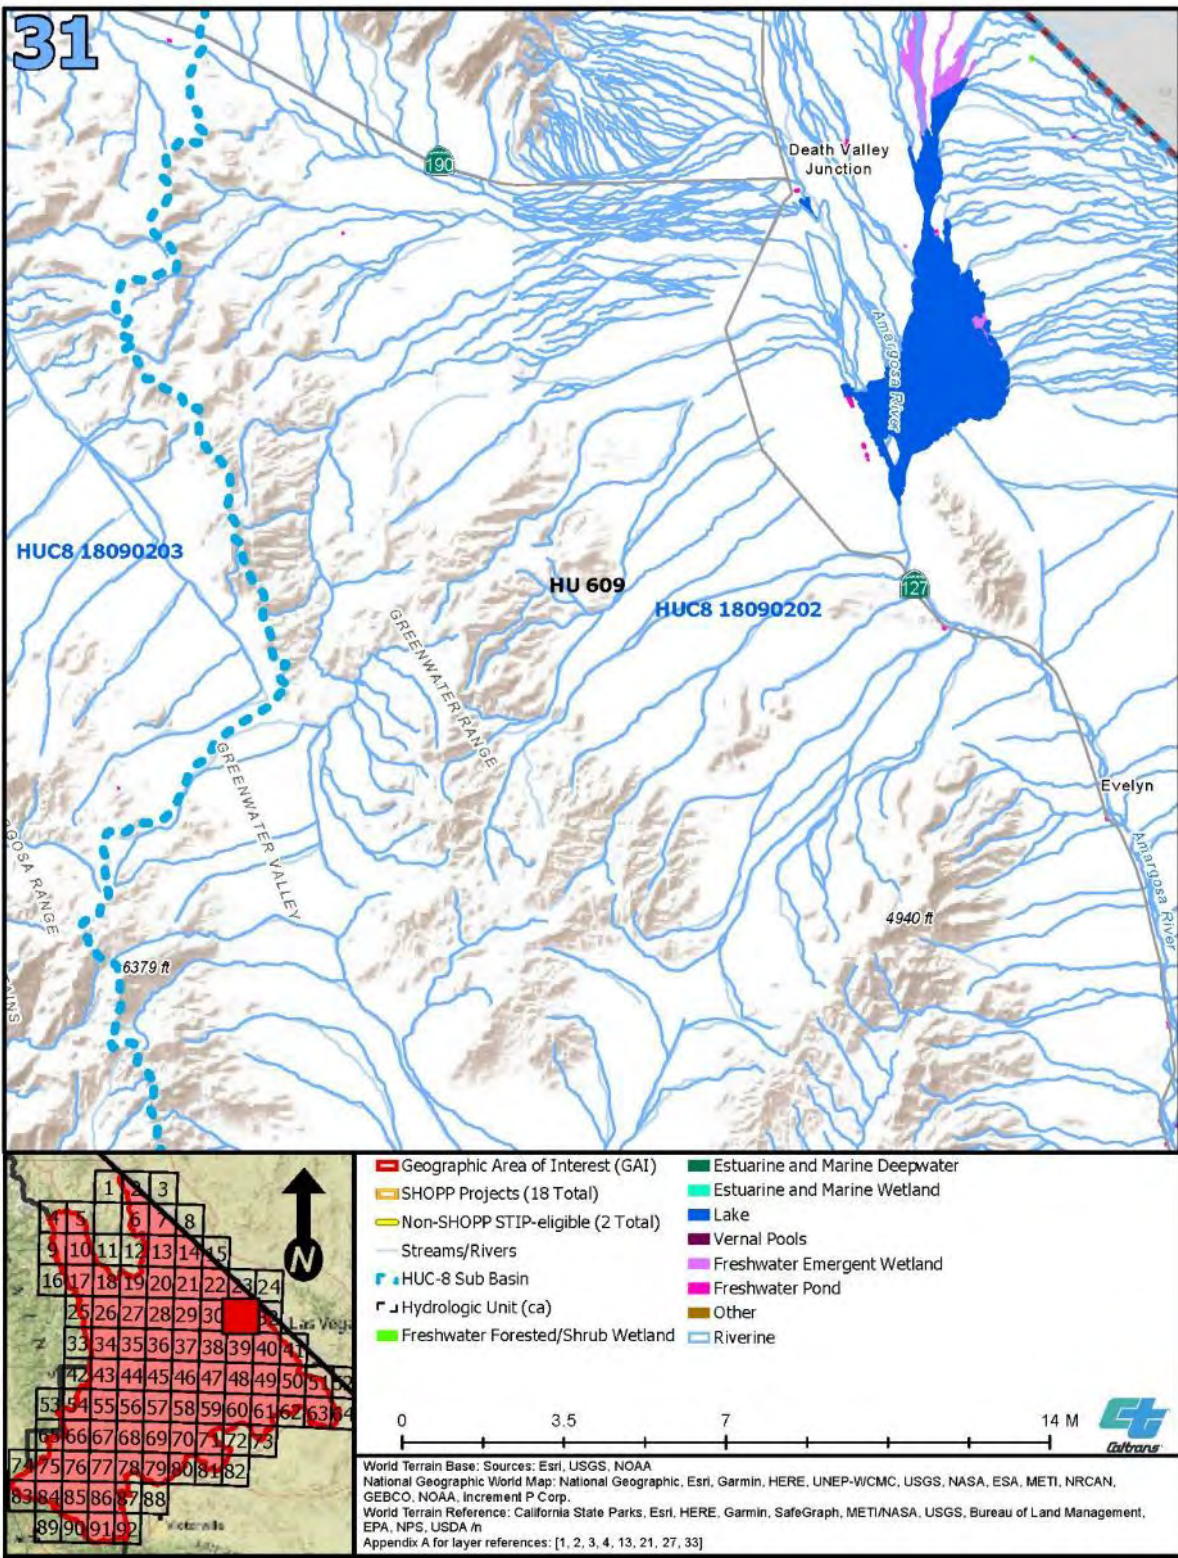 31
190
Death Valley
Junction
Amargosa River
HUC8 18090203
HU 609
127
HUC8 18090202
GREENWATER RANGE
GREENWATER VALLEY
Evelyn
Amargosa River
GOSA RANGE
4940 ft
6379 ft
AINS
1 2 3
4 5 6 7 8
9 10 11 12 13 14 15
16 17 18 19 20 21 22 23 24
25 26 27 28 29 30 32 Las Vega
33 34 35 36 37 38 39 40 41
42 43 44 45 46 47 48 49 50 51 52
53 54 55 56 57 58 59 60 61 62 63 64
65 66 67 68 69 70 71 72 73
74 75 76 77 78 79 80 81 82
83 84 85 86 87 88
89 90 91 92 Victorville
N
Geographic Area of Interest (GAI)
SHOPP Projects (18 Total)
Non-SHOPP STIP-eligible (2 Total)
Streams/Rivers
HUC-8 Sub Basin
Hydrologic Unit (ca)
Freshwater Forested/Shrub Wetland
Estuarine and Marine Deepwater
Estuarine and Marine Wetland
Lake
Vernal Pools
Freshwater Emergent Wetland
Freshwater Pond
Other
Riverine
0 3.5 7 14 M
Caltrans
World Terrain Base: Sources: Esri, USGS, NOAA
National Geographic World Map: National Geographic, Esri, Garmin, HERE, UNEP-WCMC, USGS, NASA, ESA, METI, NRCAN,
GEBCO, NOAA, Increment P Corp.
World Terrain Reference: California State Parks, Esri, HERE, Garmin, SafeGraph, METI/NASA, USGS, Bureau of Land Management,
EPA, NPS, USDA /n
Appendix A for layer references: [1, 2, 3, 4, 13, 21, 27, 33]